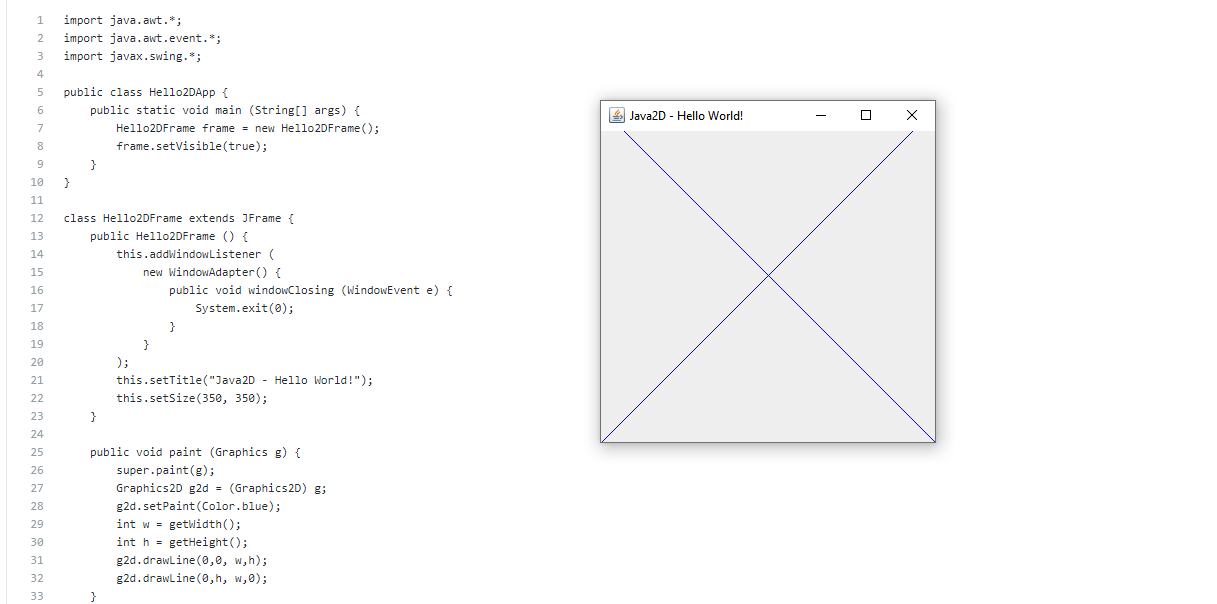 1 import java.awt.*;
2 import java.awt.event.*;
3 import javax.swing.*;
4
5 public class Hello2DApp {
6     public static void main (String[] args) {
7         Hello2DFrame frame = new Hello2DFrame();
8         frame.setVisible(true);
9     }
10 }
11
12 class Hello2DFrame extends JFrame {
13     public Hello2DFrame () {
14         this.addWindowListener (
15             new WindowAdapter() {
16                 public void windowClosing (WindowEvent e) {
17                     System.exit(0);
18                 }
19             }
20         );
21         this.setTitle("Java2D - Hello World!");
22         this.setSize(350, 350);
23     }
24
25     public void paint (Graphics g) {
26         super.paint(g);
27         Graphics2D g2d = (Graphics2D) g;
28         g2d.setPaint(Color.blue);
29         int w = getWidth();
30         int h = getHeight();
31         g2d.drawLine(0,0, w,h);
32         g2d.drawLine(0,h, w,0);
33     }
Java2D - Hello World!